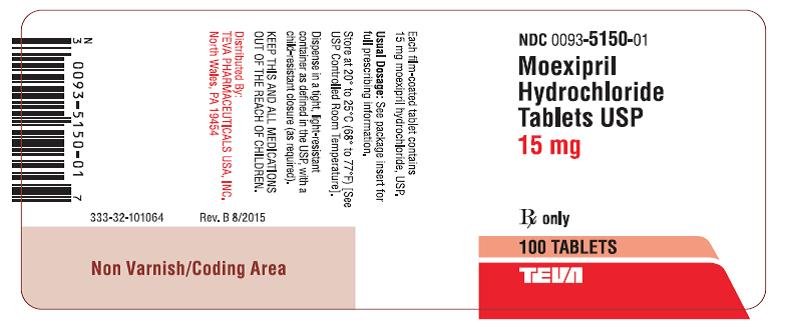 NDC 0093-5150-01
Moexipril
Hydrochloride
Tablets USP
15 mg
Rx only
100 TABLETS
TEVA
Each film-coated tablet contains
15 mg moexipril hydrochloride, USP.
Usual Dosage: See package insert for
full prescribing information.
Store at 20° to 25°C (68° to 77°F) [See
USP Controlled Room Temperature].
Dispense in a tight, light-resistant
container as defined in the USP, with a
child-resistant closure (as required).
KEEP THIS AND ALL MEDICATIONS
OUT OF THE REACH OF CHILDREN.
Distributed By:
TEVA PHARMACEUTICALS USA, INC.
North Wales, PA 19454
N
3 0093-5150-01 7
333-32-101064 Rev. B 8/2015
Non Varnish/Coding Area